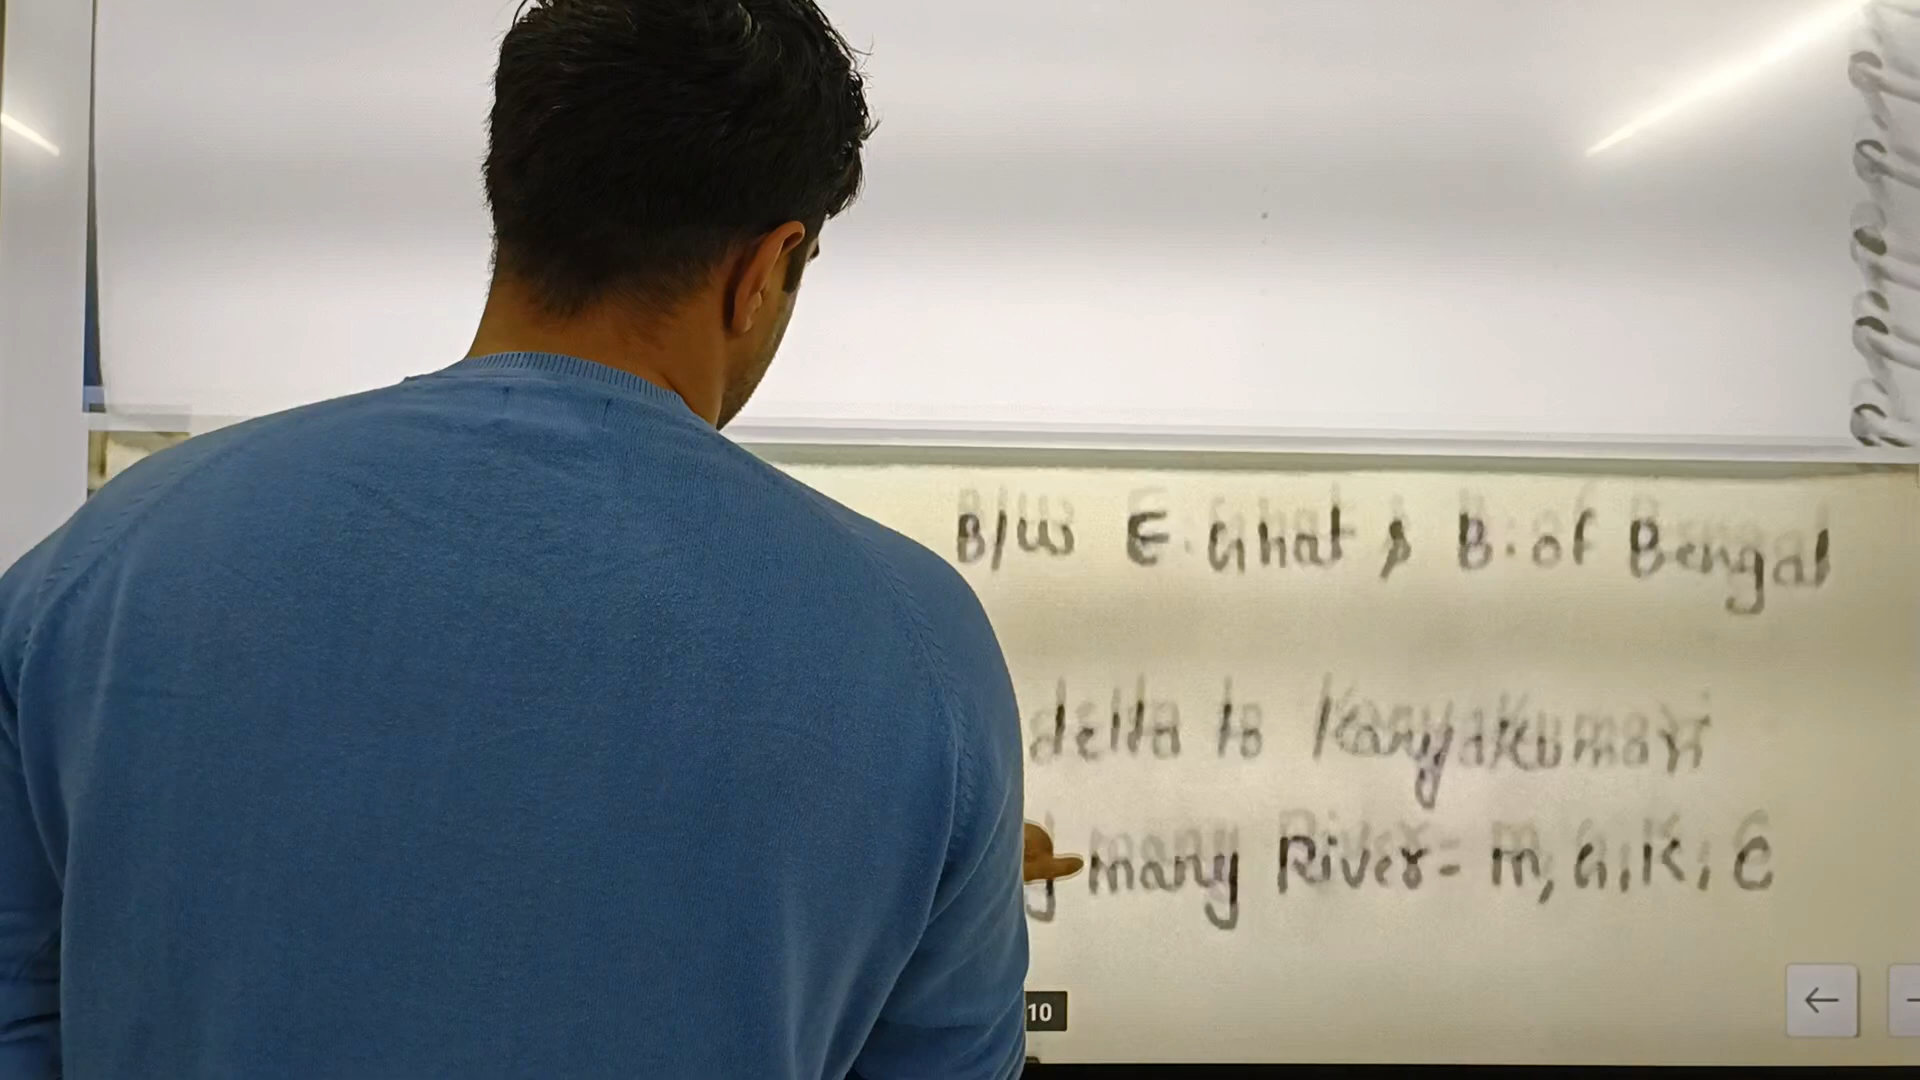 B/w E. Ghat & B. of Bengal
delta to Kanyakumari
many River - M, G, K, C
10